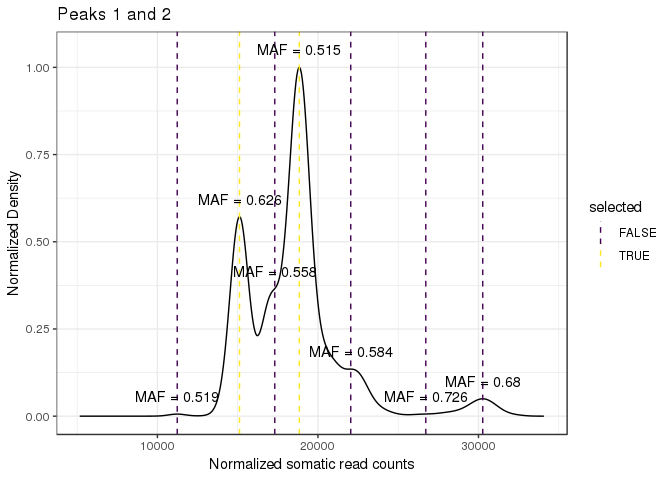 Peaks 1 and 2
MAF = 0.515
MAF = 0.626
MAF = 0.558
MAF = 0.584
MAF = 0.68
MAF = 0.519
MAF = 0.726
1.00
0.75
0.50
0.25
0.00
Normalized Density
10000
20000
30000
Normalized somatic read counts
selected
FALSE
TRUE